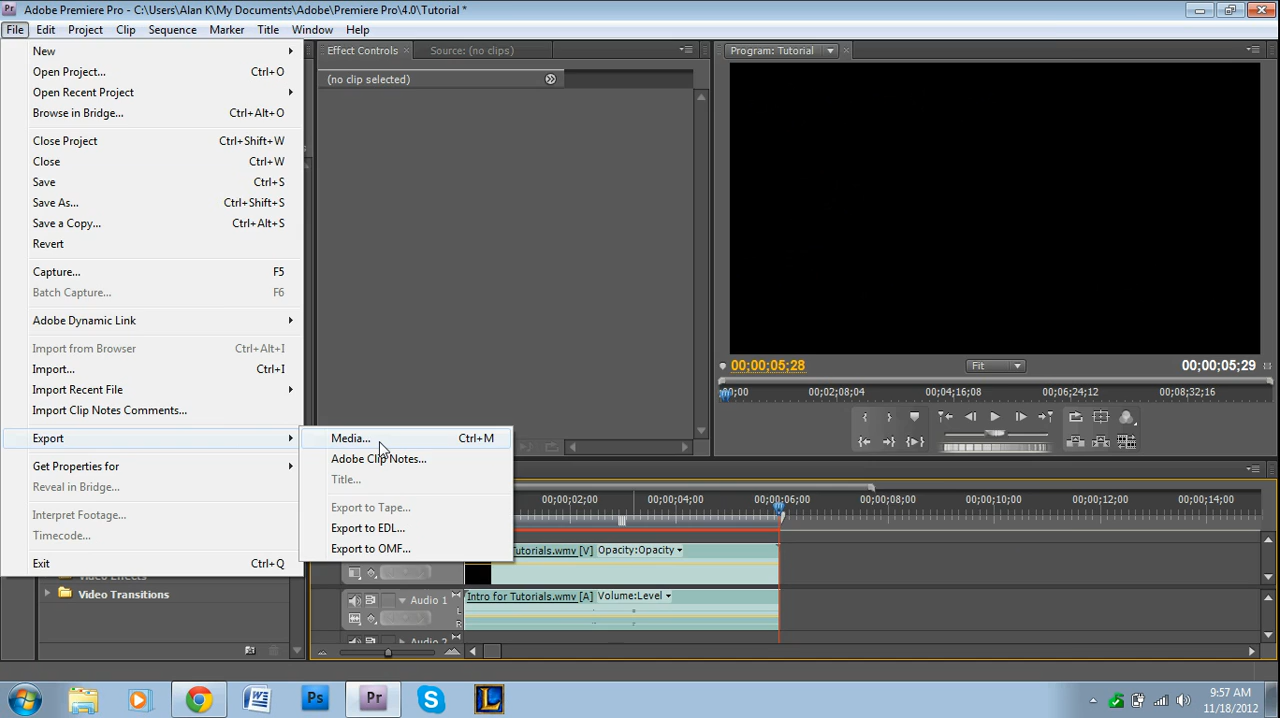 Adobe Premiere Pro - C:\Users\Alan K\My Documents\Adobe\Premiere Pro\4.0\Tutorial *
File Edit Project Clip Sequence Marker Title Window Help
New
Open Project... Ctrl+O
Open Recent Project
Browse in Bridge... Ctrl+Alt+O
Close Project Ctrl+Shift+W
Close Ctrl+W
Save Ctrl+S
Save As... Ctrl+Shift+S
Save a Copy... Ctrl+Alt+S
Revert
Capture... F5
Batch Capture... F6
Adobe Dynamic Link
Import from Browser Ctrl+Alt+I
Import... Ctrl+I
Import Recent File
Import Clip Notes Comments...
Export
Get Properties for
Reveal in Bridge...
Interpret Footage...
Timecode...
Exit Ctrl+Q
Media... Ctrl+M
Adobe Clip Notes...
Title...
Export to Tape...
Export to EDL...
Export to OMF...
Video Effects
Video Transitions
Effect Controls Source: (no clips)
(no clip selected)
Program: Tutorial
00;00;05;28 Fit 00;00;05;29
;00;00 00;02;08;04 00;04;16;08 00;06;24;12 00;08;32;16
00;00;02;00 00;00;04;00 00;00;06;00 00;00;08;00 00;00;10;00 00;00;12;00 00;00;14;00
Tutorials.wmv [V] Opacity:Opacity
Audio 1 Intro for Tutorials.wmv [A] Volume:Level
L
R
Audio 2
Ps Pr S L W
9:57 AM
11/18/2012